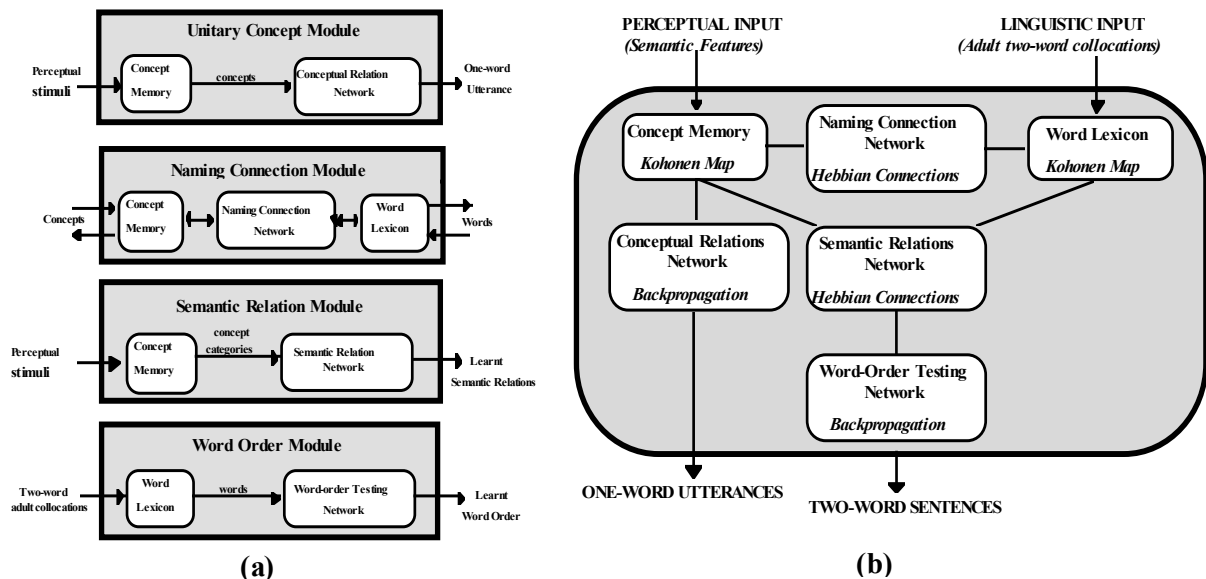 Unitary Concept Module
Perceptual
stimuli
Concept
Memory
concepts
Conceptual Relation
Network
One-word
Utterance
Naming Connection Module
Concepts
Concept
Memory
Naming Connection
Network
Word
Lexicon
Words
Semantic Relation Module
Perceptual
stimuli
Concept
Memory
concept
categories
Semantic Relation
Network
Learnt
Semantic Relations
Word Order Module
Two-word
adult collocations
Word
Lexicon
words
Word-order Testing
Network
Learnt
Word Order
(a)
PERCEPTUAL INPUT
(Semantic Features)
LINGUISTIC INPUT
(Adult two-word collocations)
Concept Memory
Kohonen Map
Naming Connection
Network
Hebbian Connections
Word Lexicon
Kohonen Map
Conceptual Relations
Network
Backpropagation
Semantic Relations
Network
Hebbian Connections
Word-Order Testing
Network
Backpropagation
ONE-WORD UTTERANCES
TWO-WORD SENTENCES
(b)